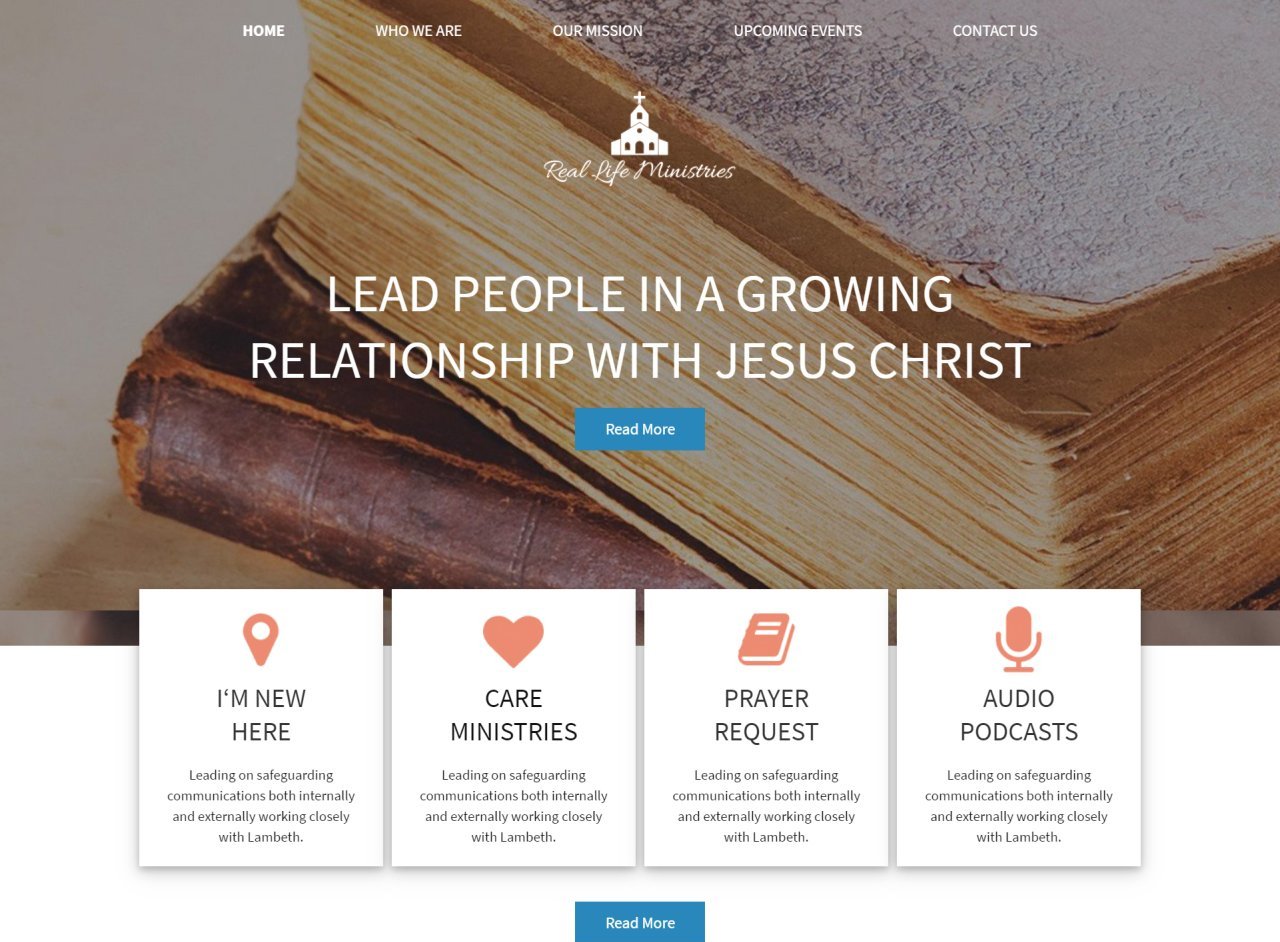 HOME
WHO WE ARE
OUR MISSION
UPCOMING EVENTS
CONTACT US
Real Life Ministries
LEAD PEOPLE IN A GROWING
RELATIONSHIP WITH JESUS CHRIST
Read More
I‘M NEW
HERE
Leading on safeguarding
communications both internally
and externally working closely
with Lambeth.
CARE
MINISTRIES
Leading on safeguarding
communications both internally
and externally working closely
with Lambeth.
PRAYER
REQUEST
Leading on safeguarding
communications both internally
and externally working closely
with Lambeth.
AUDIO
PODCASTS
Leading on safeguarding
communications both internally
and externally working closely
with Lambeth.
Read More